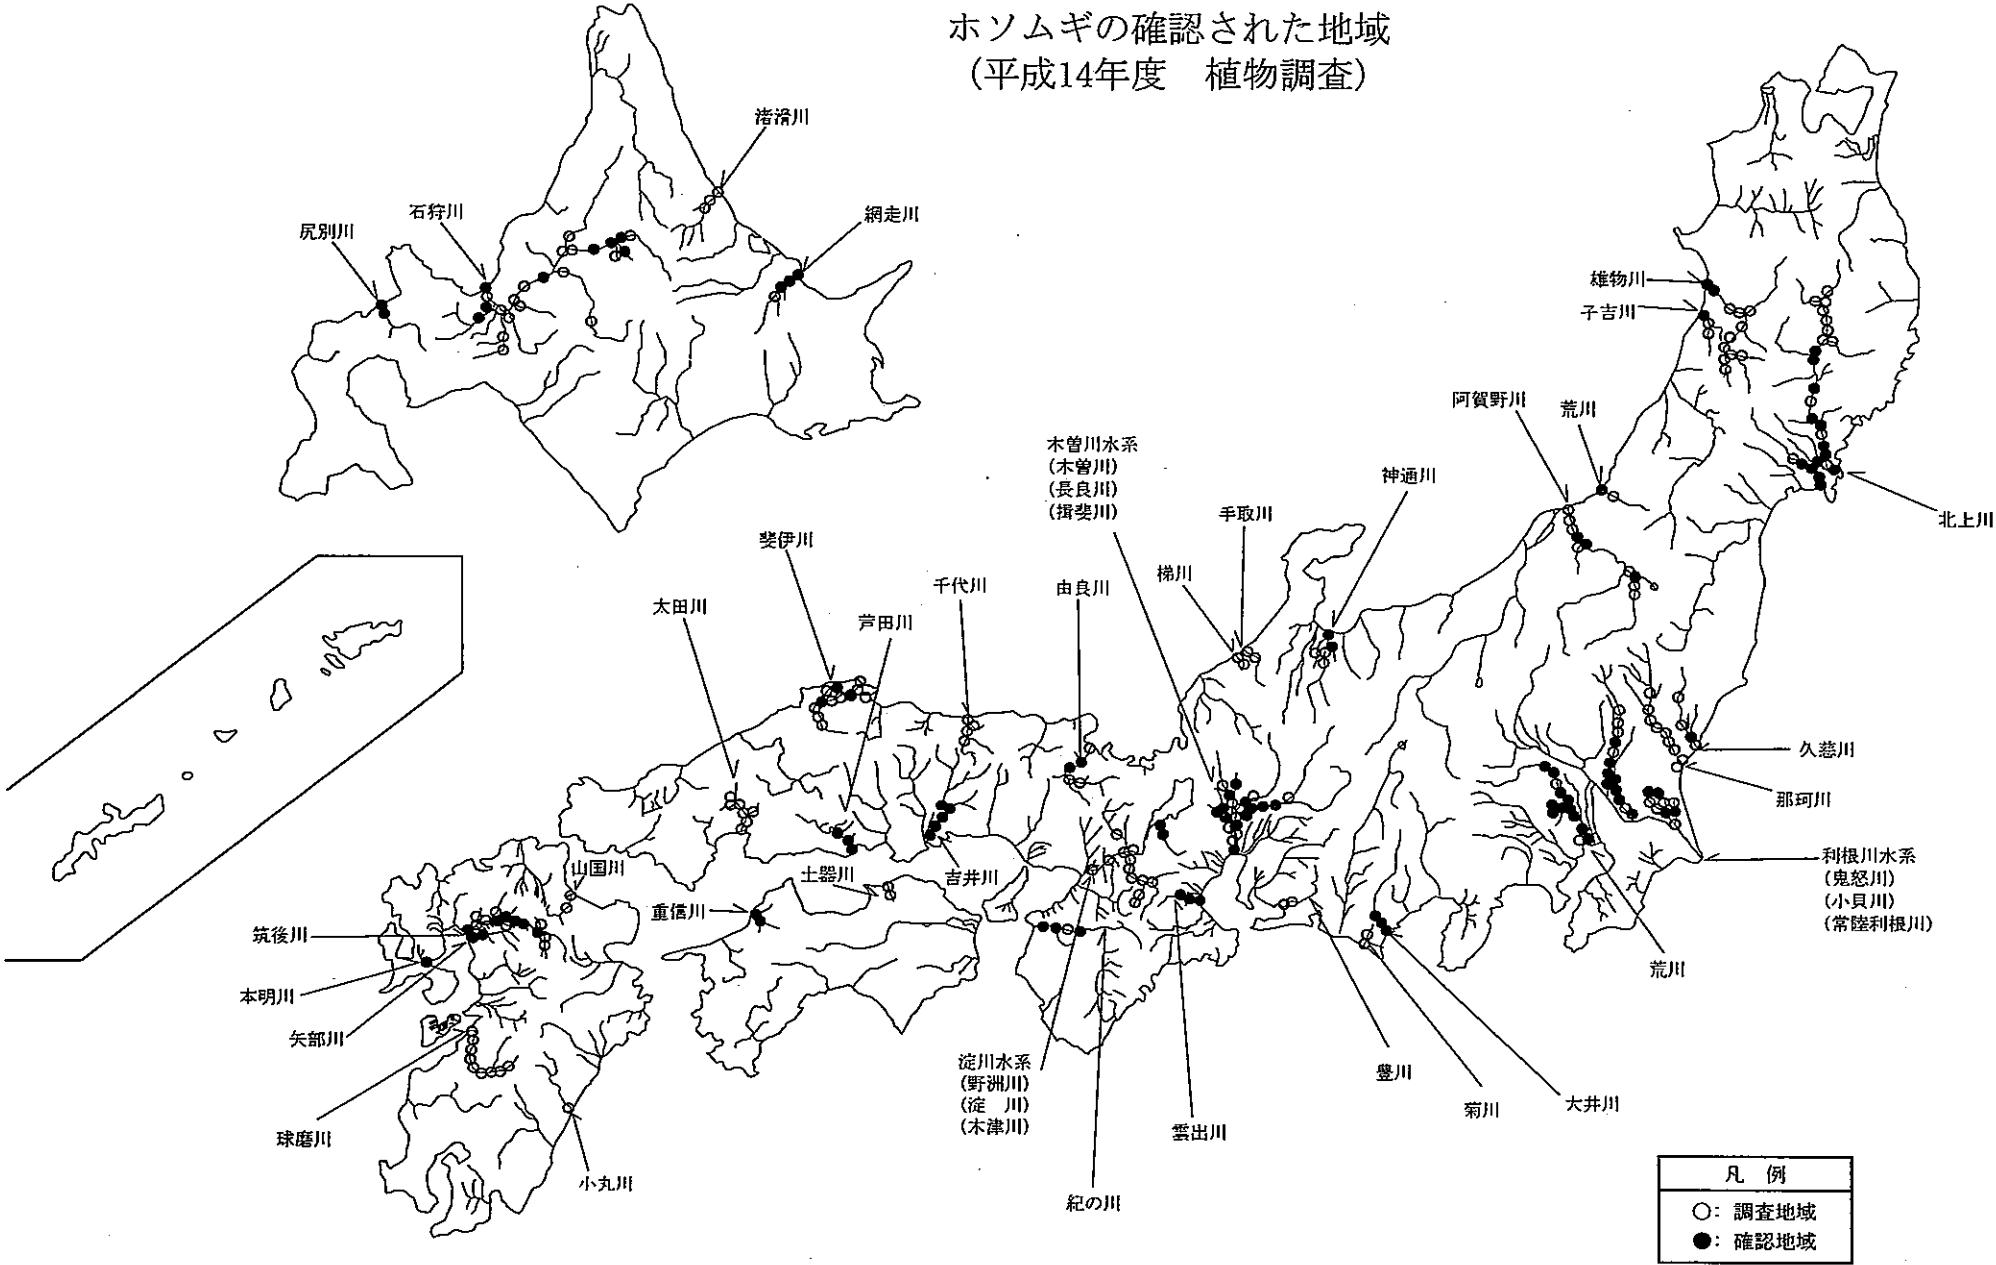 ホソムギの確認された地域
(平成14年度　植物調査)
渚滑川
石狩川
網走川
尻別川
雄物川
子吉川
阿賀野川
荒川
木曽川水系
(木曽川)
(長良川)
(揖斐川)
神通川
手取川
北上川
斐伊川
梯川
千代川
由良川
太田川
芦田川
久慈川
那珂川
山国川
土器川
吉井川
利根川水系
(鬼怒川)
(小貝川)
(常陸利根川)
重信川
筑後川
荒川
本明川
矢部川
淀川水系
(野洲川)
(淀　川)
(木津川)
豊川
菊川
大井川
球磨川
雲出川
小丸川
紀の川
凡　例
○：調査地域
●：確認地域